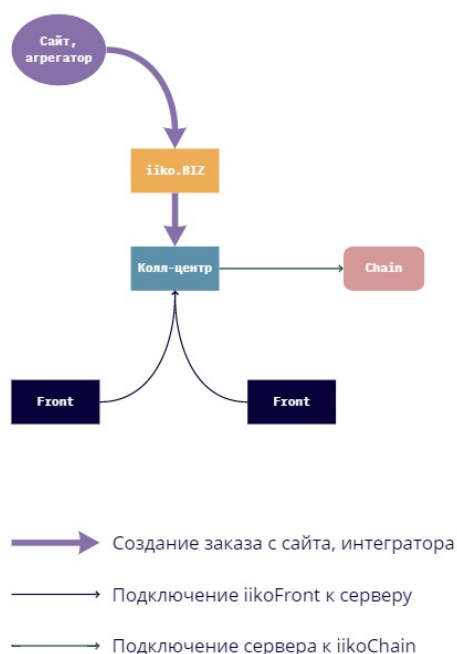 Сайт,
агрегатор
iiko.BIZ
Колл-центр
Chain
Front
Front
Создание заказа с сайта, интегратора
Подключение iikoFront к серверу
Подключение сервера к iikoChain